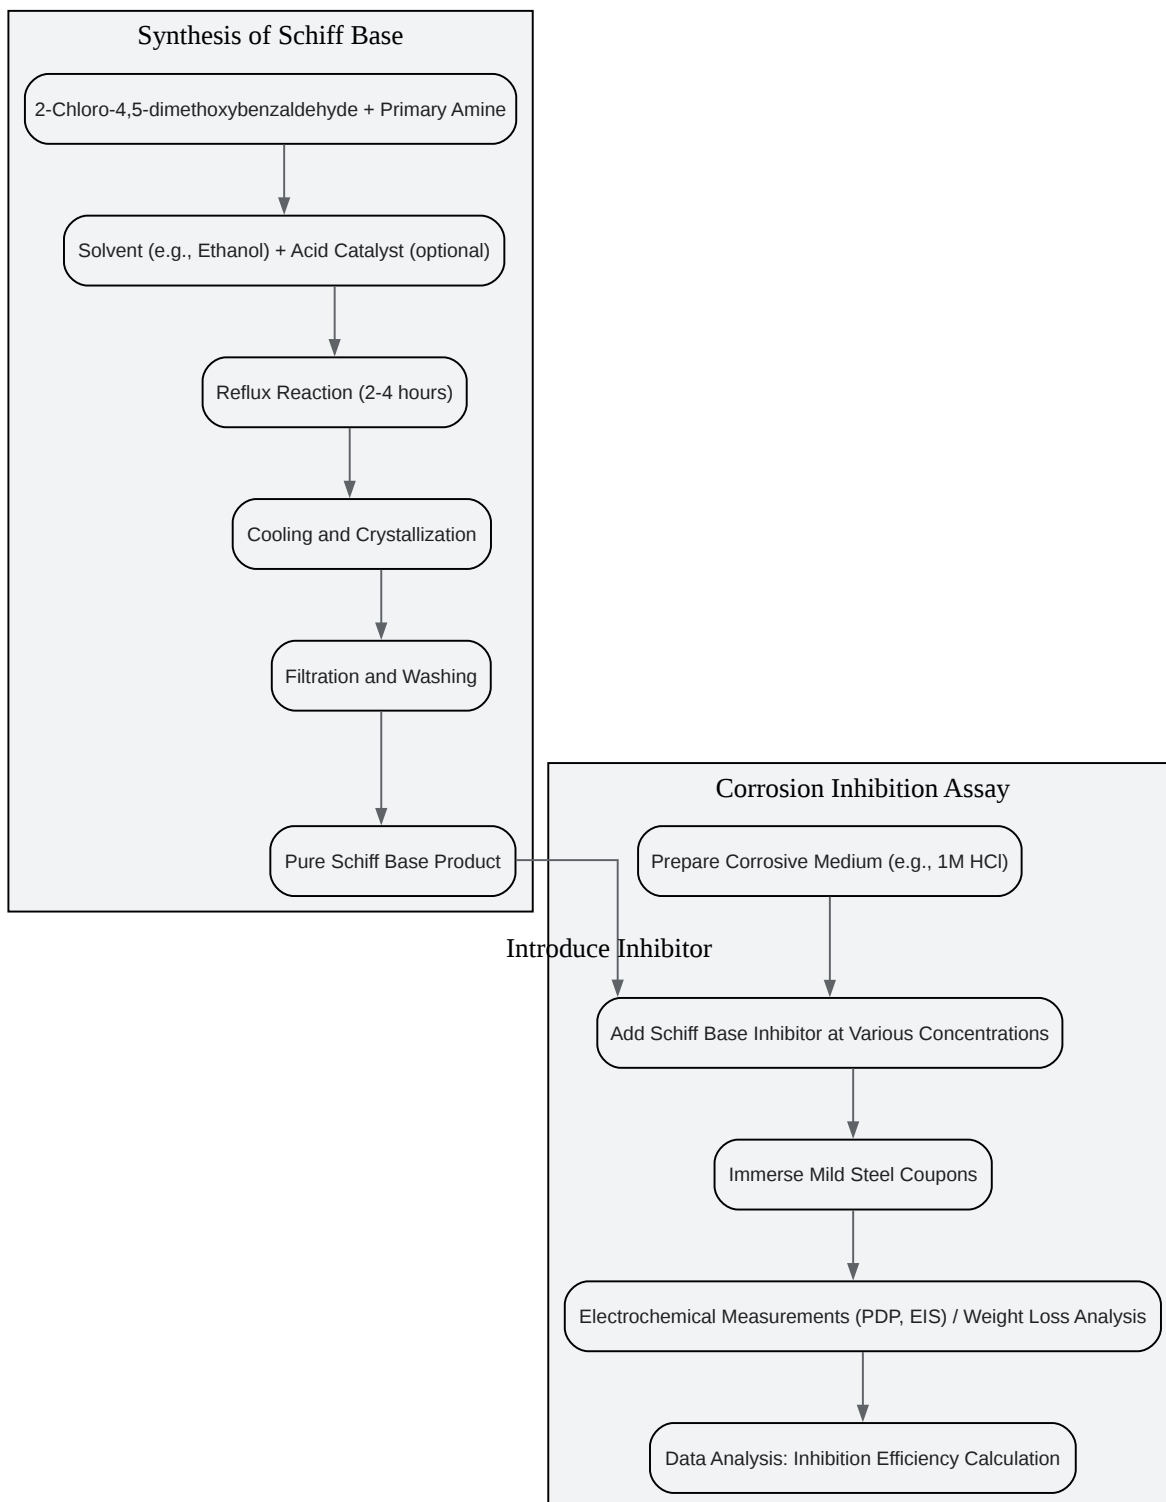 Synthesis of Schiff Base
2-Chloro-4,5-dimethoxybenzaldehyde + Primary Amine
Solvent (e.g., Ethanol) + Acid Catalyst (optional)
Reflux Reaction (2-4 hours)
Cooling and Crystallization
Filtration and Washing
Pure Schiff Base Product
Introduce Inhibitor
Corrosion Inhibition Assay
Prepare Corrosive Medium (e.g., 1M HCl)
Add Schiff Base Inhibitor at Various Concentrations
Immerse Mild Steel Coupons
Electrochemical Measurements (PDP, EIS) / Weight Loss Analysis
Data Analysis: Inhibition Efficiency Calculation